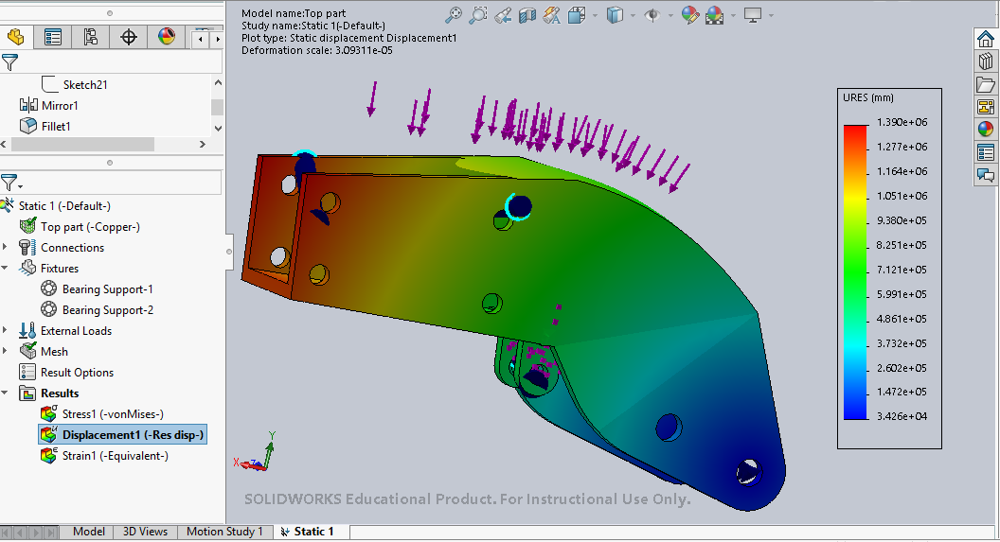 Model name:Top part
Study name:Static 1(-Default-)
Plot type: Static displacement Displacement1
Deformation scale: 3.09311e-05
Sketch21
Mirror1
Fillet1
Static 1 (-Default-)
Top part (-Copper-)
Connections
Fixtures
Bearing Support-1
Bearing Support-2
External Loads
Mesh
Result Options
Results
Stress1 (-vonMises-)
Displacement1 (-Res disp-)
Strain1 (-Equivalent-)
URES (mm)
1.390e+06
1.277e+06
1.164e+06
1.051e+06
9.380e+05
8.251e+05
7.121e+05
5.991e+05
4.861e+05
3.732e+05
2.602e+05
1.472e+05
3.426e+04
Y
X
Z
SOLIDWORKS Educational Product. For Instructional Use Only.
Model
3D Views
Motion Study 1
Static 1